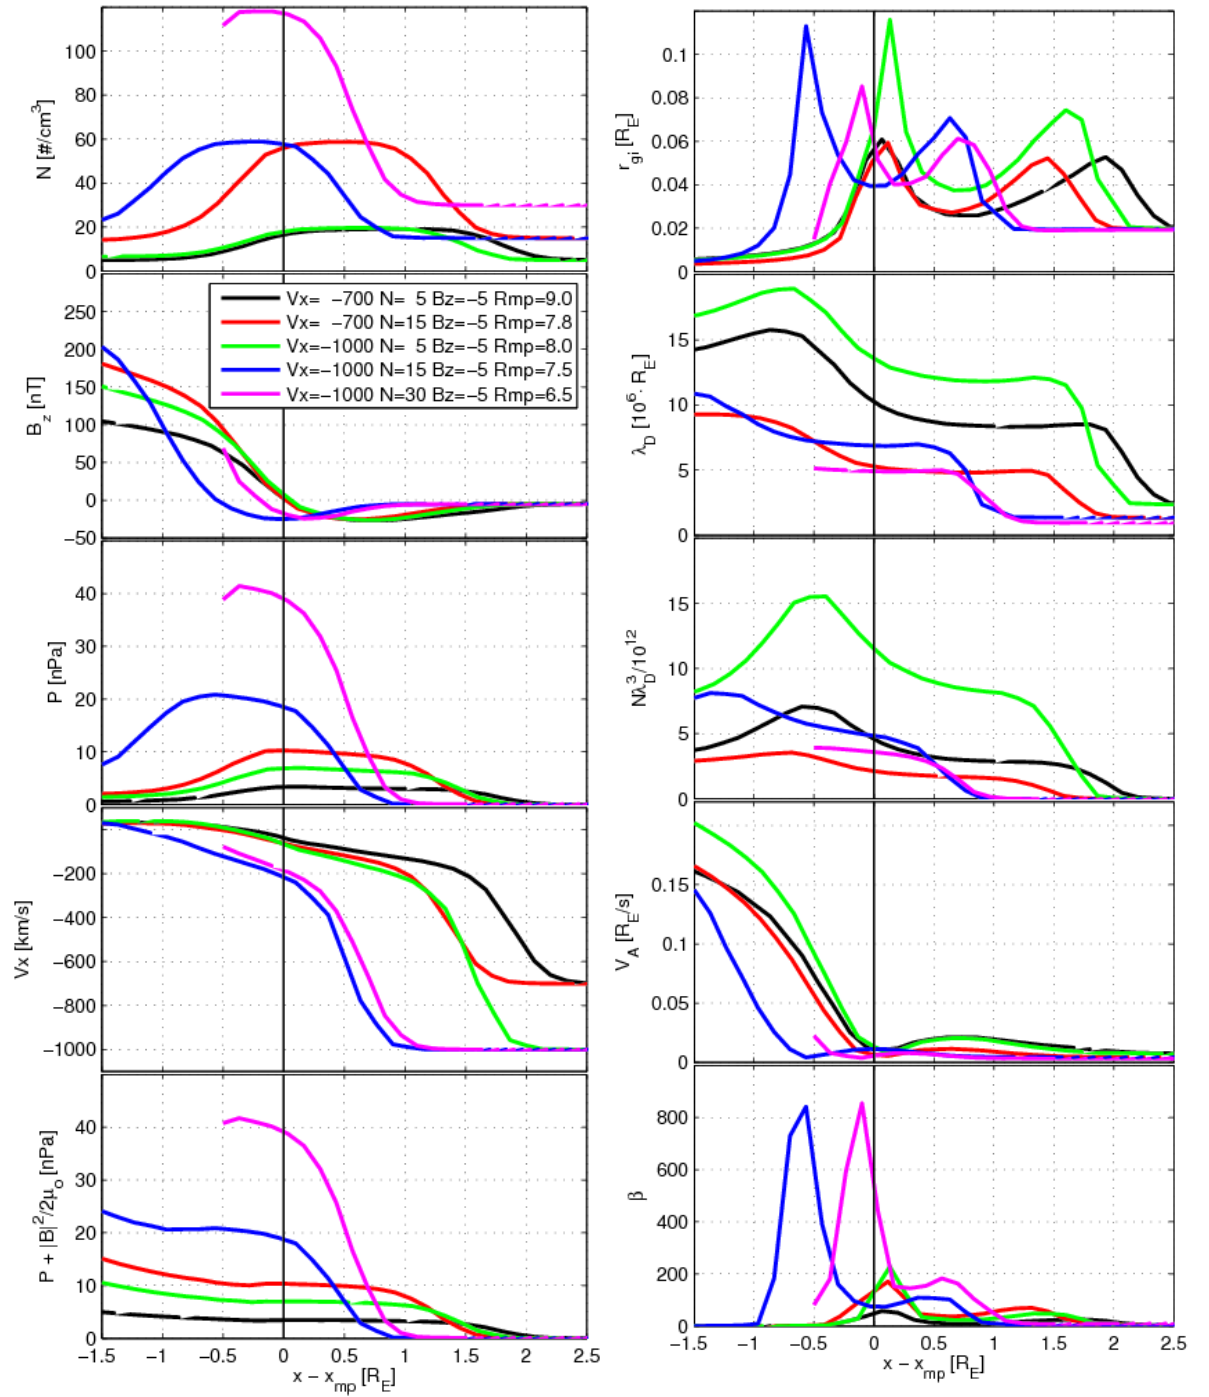 N [#/cm³]
100
80
60
40
20
0
B_z [nT]
250
200
150
100
50
0
−50
Vx= −700 N= 5 Bz=−5 Rmp=9.0
Vx= −700 N=15 Bz=−5 Rmp=7.8
Vx=−1000 N= 5 Bz=−5 Rmp=8.0
Vx=−1000 N=15 Bz=−5 Rmp=7.5
Vx=−1000 N=30 Bz=−5 Rmp=6.5
P [nPa]
40
30
20
10
0
Vx [km/s]
−200
−400
−600
−800
−1000
P + |B|²/2μ_o [nPa]
40
30
20
10
0
−1.5 −1 −0.5 0 0.5 1 1.5 2 2.5
x − x_mp [R_E]
r_gi [R_E]
0.1
0.08
0.06
0.04
0.02
0
λ_D [10⁶· R_E]
15
10
5
0
Nλ_D³/10¹²
15
10
5
0
V_A [R_E/s]
0.15
0.1
0.05
0
β
800
600
400
200
0
−1.5 −1 −0.5 0 0.5 1 1.5 2 2.5
x − x_mp [R_E]